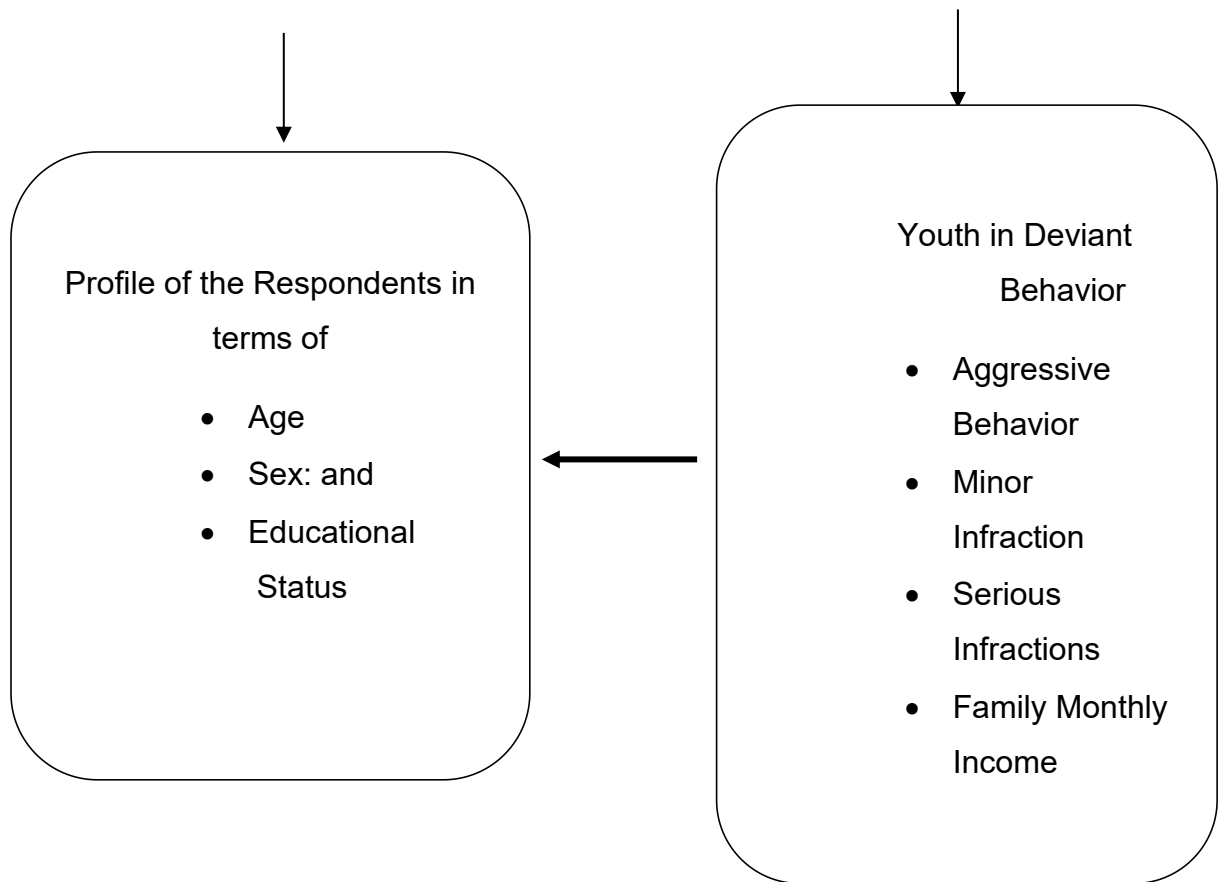 Profile of the Respondents in
terms of
• Age
• Sex: and
• Educational
Status
Youth in Deviant
Behavior
• Aggressive
Behavior
• Minor
Infraction
• Serious
Infractions
• Family Monthly
Income